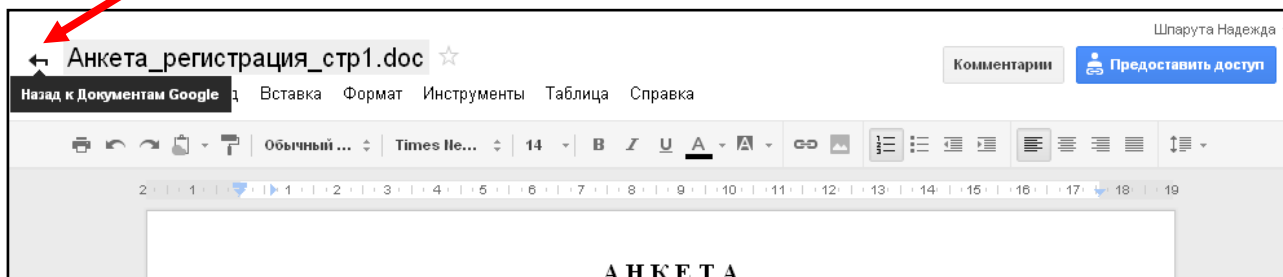 Шпарута Надежда
Анкета_регистрация_стр1.doc
Комментарии Предоставить доступ
Назад к Документам Google Вставка Формат Инструменты Таблица Справка
Обычный ... Times Ne... 14 B I U A A
2 1 1 2 3 4 5 6 7 8 9 10 11 12 13 14 15 16 17 18 19
АНКЕТА